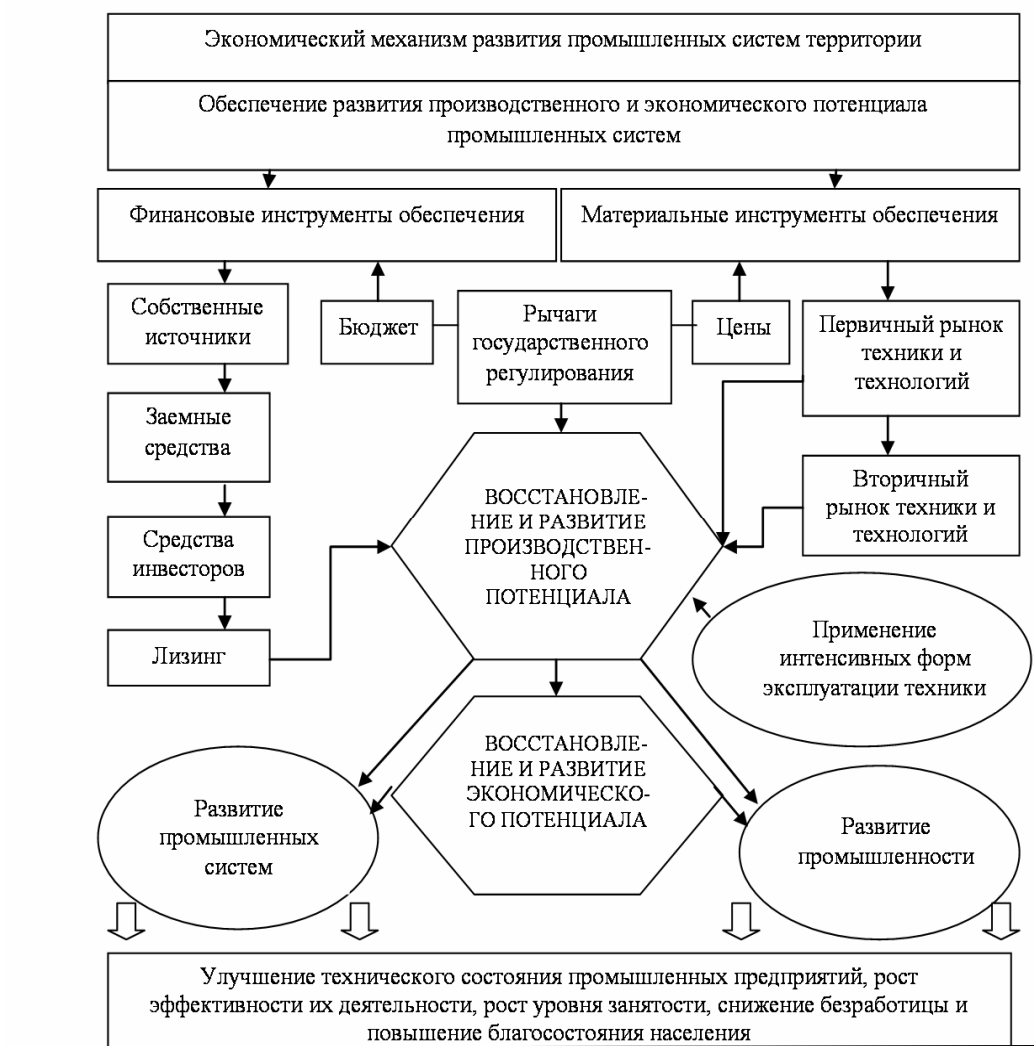 Экономический механизм развития промышленных систем территории
Обеспечение развития производственного и экономического потенциала
промышленных систем
Финансовые инструменты обеспечения
Материальные инструменты обеспечения
Собственные
источники
Бюджет
Рычаги
государственного
регулирования
Цены
Первичный рынок
техники и
технологий
Заемные
средства
Вторичный
рынок техники и
технологий
ВОССТАНОВЛЕ-
НИЕ И РАЗВИТИЕ
ПРОИЗВОДСТВЕН-
НОГО
ПОТЕНЦИАЛА
Средства
инвесторов
Лизинг
Применение
интенсивных форм
эксплуатации техники
ВОССТАНОВЛЕ-
НИЕ И РАЗВИТИЕ
ЭКОНОМИЧЕСКО-
ГО ПОТЕНЦИАЛА
Развитие
промышленных
систем
Развитие
промышленности
Улучшение технического состояния промышленных предприятий, рост
эффективности их деятельности, рост уровня занятости, снижение безработицы и
повышение благосостояния населения